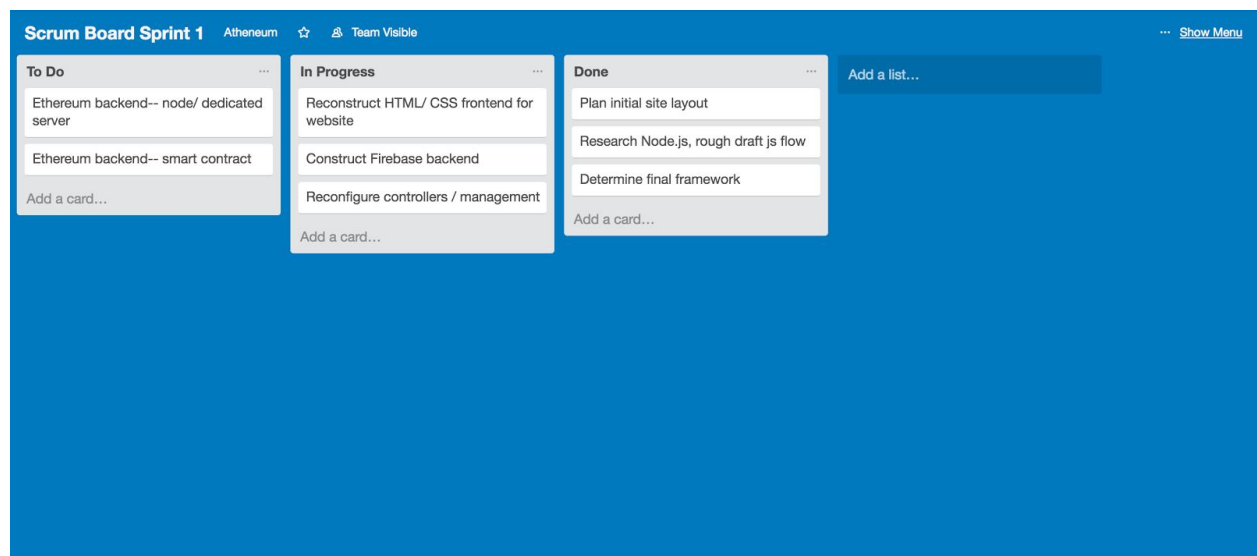 Scrum Board Sprint 1 Atheneum Team Visible ... Show Menu
To Do ...
Ethereum backend-- node/ dedicated
server
Ethereum backend-- smart contract
Add a card...
In Progress ...
Reconstruct HTML/ CSS frontend for
website
Construct Firebase backend
Reconfigure controllers / management
Add a card...
Done ...
Plan initial site layout
Research Node.js, rough draft js flow
Determine final framework
Add a card...
Add a list...